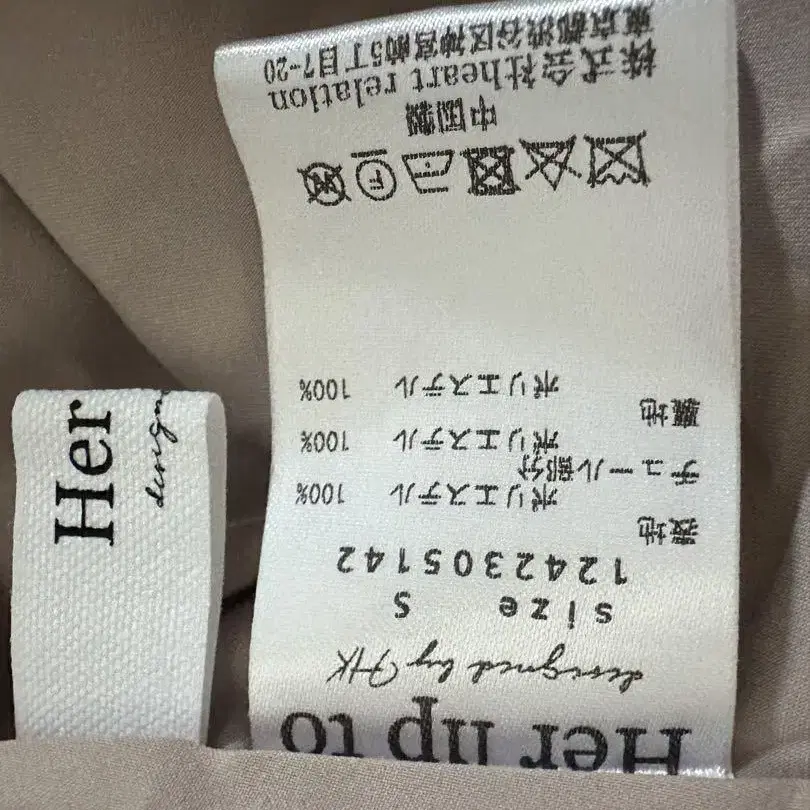 Her
Her lip to
designed by HK
size S
1242305142
表地
ポリエステル 100%
チュール部分
ポリエステル 100%
裏地
ポリエステル 100%
中国製
株式会社heart relation
東京都渋谷区神宮前5丁目7-20